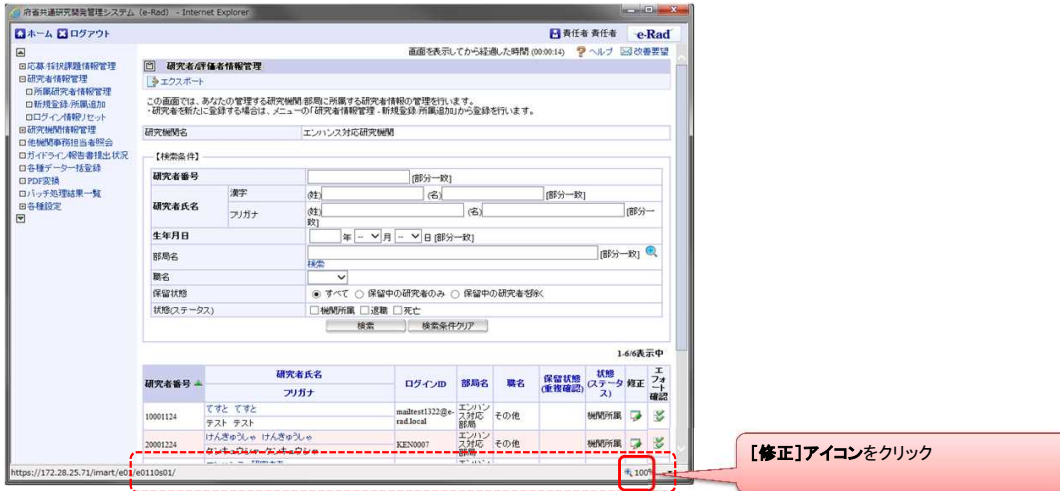 府省共通研究開発管理システム (e-Rad) - Internet Explorer
ホーム ログアウト
責任者 責任者 e-Rad
画面を表示してから経過した時間 (00:00:14) ヘルプ 改善要望
応募/採択課題情報管理
研究者情報管理
所属研究者情報管理
新規登録/所属追加
ログイン情報リセット
研究機関情報管理
他機関事務担当者照会
ガイドライン報告書提出状況
各種データ一括登録
PDF変換
バッチ処理結果一覧
各種設定
研究者/評価者情報管理
エクスポート
この画面では、あなたの管理する研究機関/部局に所属する研究者情報の管理を行います。
・研究者を新たに登録する場合は、メニューの「研究者情報管理 - 新規登録/所属追加」から登録を行います。
研究機関名 エンハンス対応研究機関
【検索条件】
研究者番号 [部分一致]
研究者氏名 漢字 (姓) (名) [部分一致]
フリガナ (姓) (名) [部分一致]
生年月日 年 -- 月 -- 日 [部分一致]
部局名 [部分一致]
検索
職名
保留状態 すべて 保留中の研究者のみ 保留中の研究者を除く
状態(ステータス) 機関所属 退職 死亡
検索 検索条件クリア
1-6/6表示中
研究者番号 研究者氏名 フリガナ ログインID 部局名 職名 保留状態(重複確認) 状態(ステータス) 修正 エフォート確認
10001124 てすと てすと テスト テスト mailtest1322@e-rad.local エンハンス対応部局 その他 機関所属
20001224 けんきゅうしゃ けんきゅうしゃ ケンキュウシャ ケンキュウシャ KEN0007 エンハンス対応部局 その他 機関所属
https://172.28.25.71/imart/e01/e0110s01/
100%
[修正]アイコンをクリック